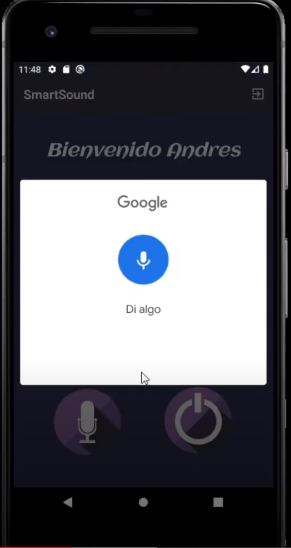 11:48
SmartSound
Bienvenido Andres
Google
Di algo